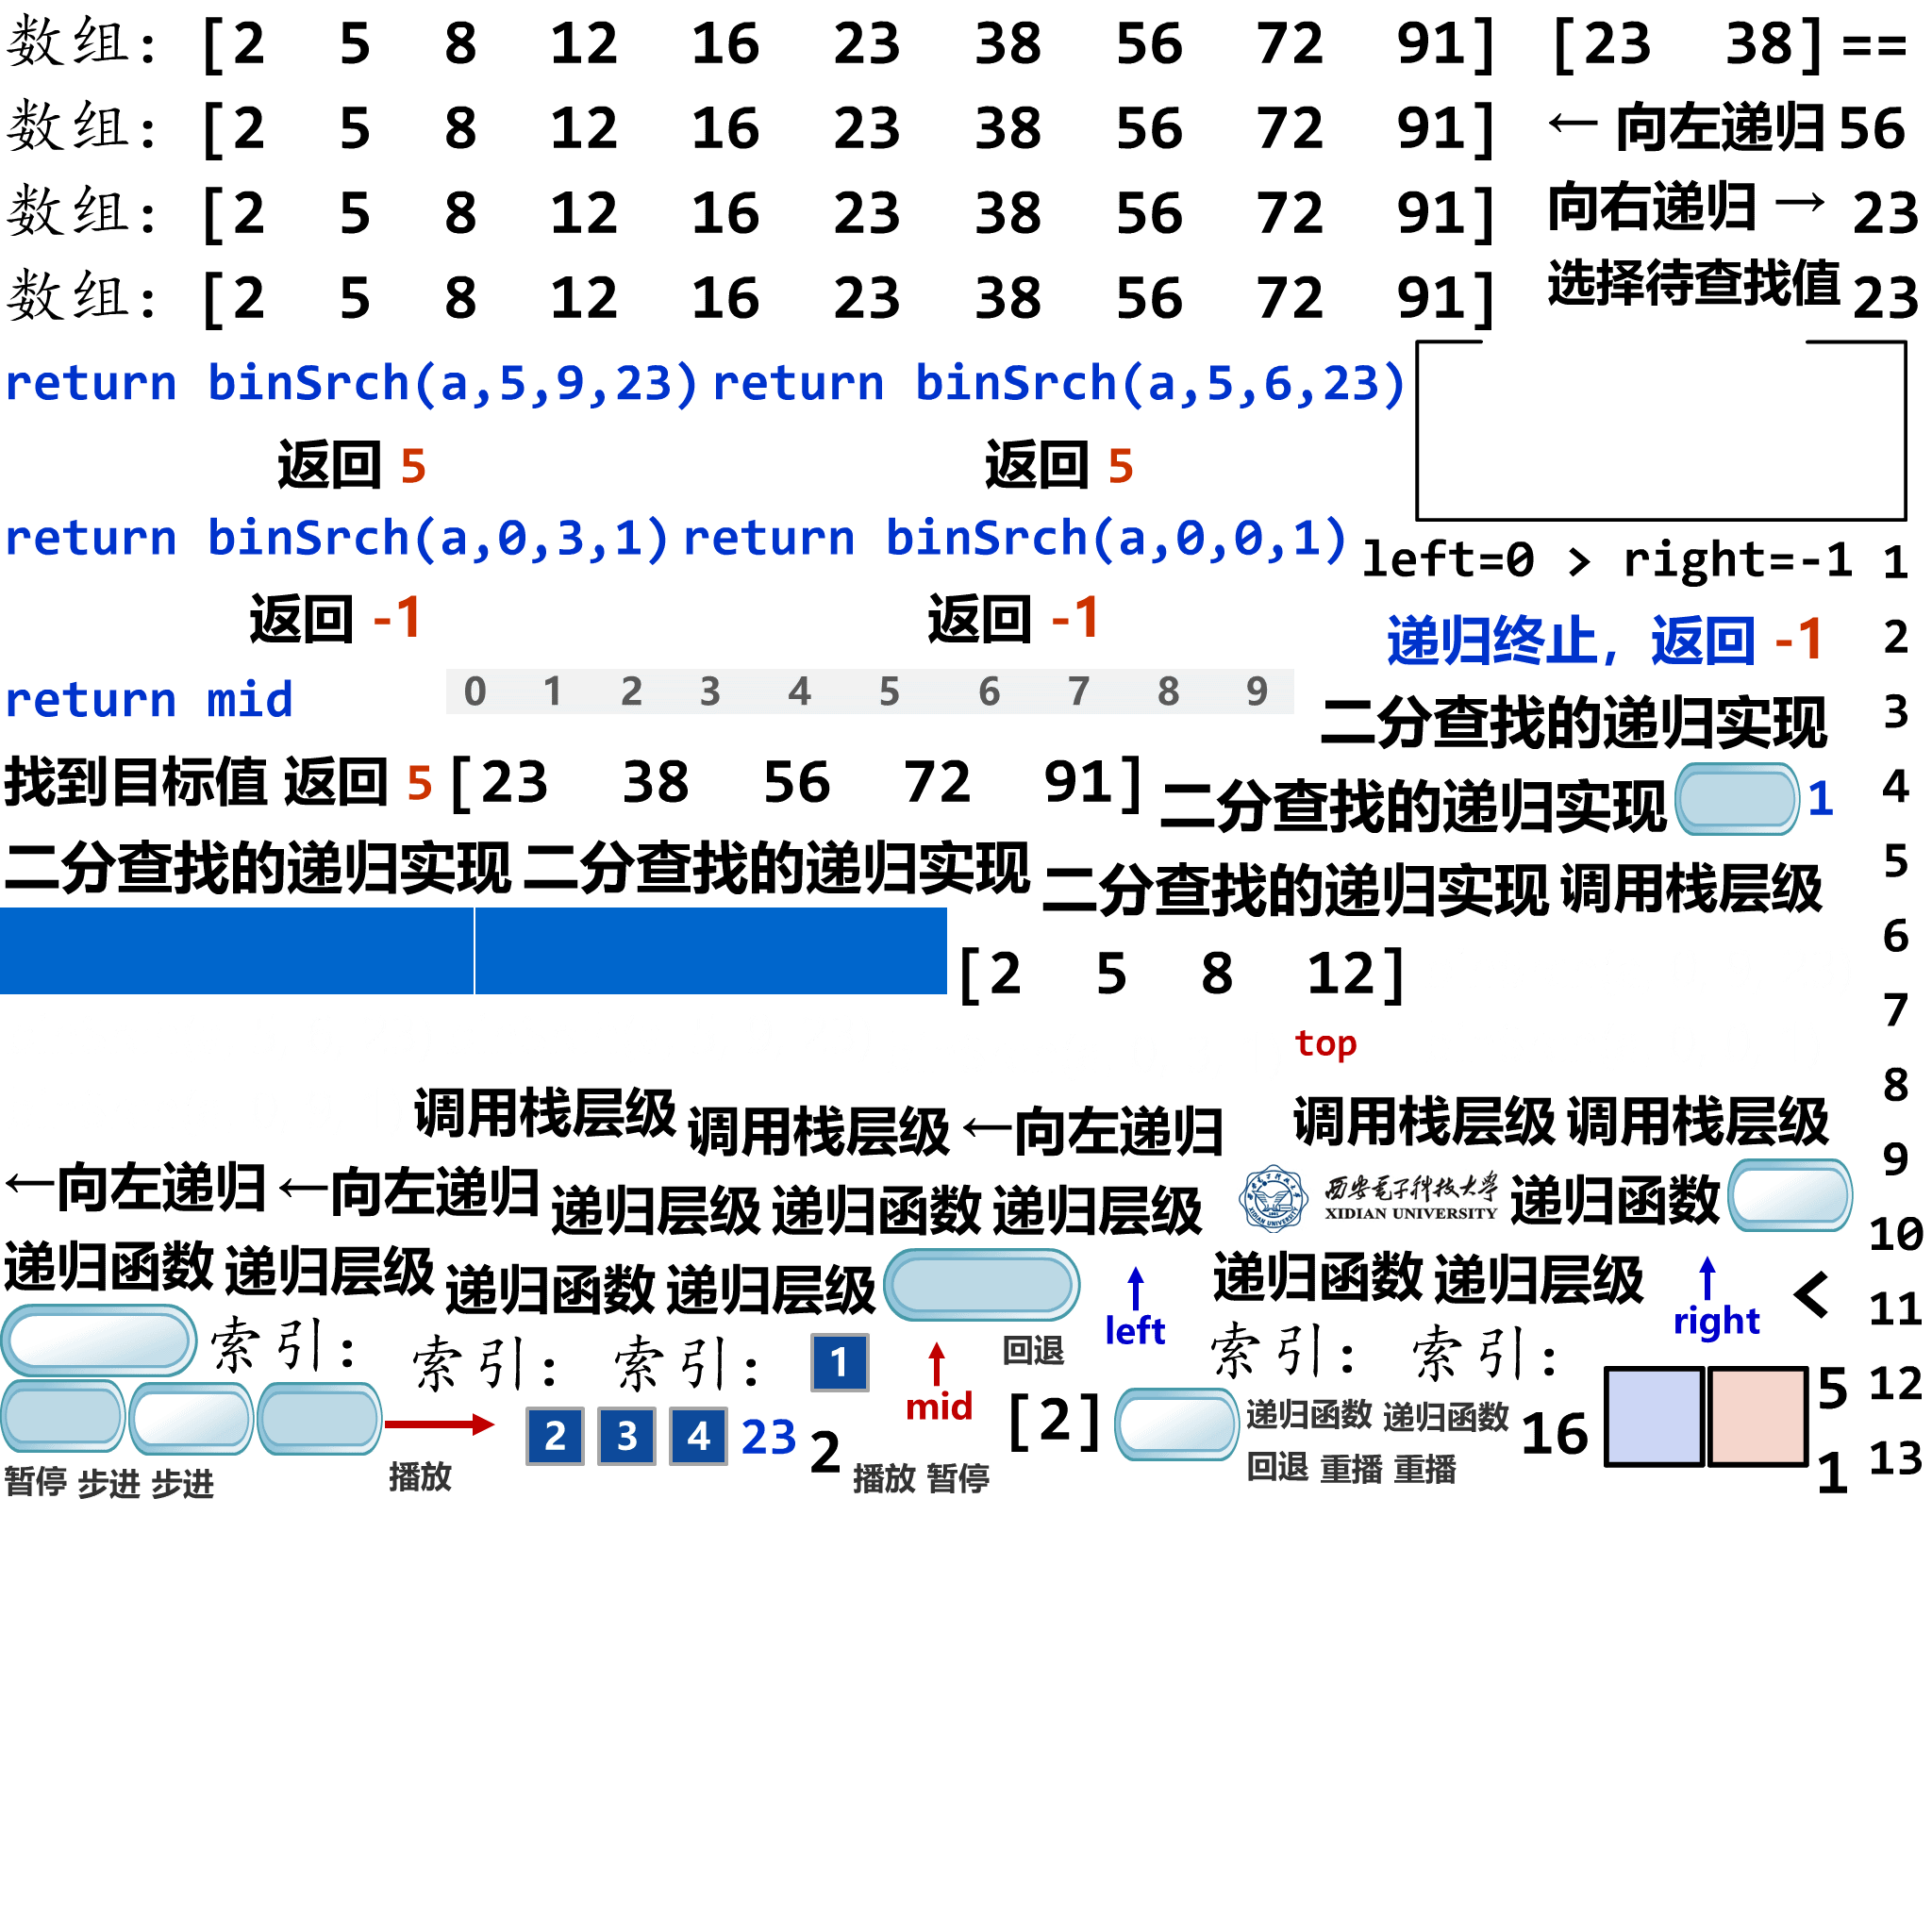 数组: [2 5 8 12 16 23 38 56 72 91] [23 38] ==
数组: [2 5 8 12 16 23 38 56 72 91] ← 向左递归 56
数组: [2 5 8 12 16 23 38 56 72 91] 向右递归 → 23
数组: [2 5 8 12 16 23 38 56 72 91] 选择待查找值 23
return binSrch(a,5,9,23) return binSrch(a,5,6,23)
返回 5 返回 5
return binSrch(a,0,3,1) return binSrch(a,0,0,1) left=0 > right=-1 1
返回 -1 返回 -1 递归终止, 返回 -1 2
return mid 0 1 2 3 4 5 6 7 8 9 二分查找的递归实现 3
找到目标值 返回 5 [23 38 56 72 91] 二分查找的递归实现 1 4
二分查找的递归实现 二分查找的递归实现 二分查找的递归实现 调用栈层级 5
6
[2 5 8 12]
7
top
调用栈层级 调用栈层级 ←向左递归 调用栈层级 调用栈层级 8
←向左递归 ←向左递归 递归层级 递归函数 递归层级 西安电子科技大学 递归函数 9
XIDIAN UNIVERSITY
XIDIAN UNIVERSITY
10
递归函数 递归层级 递归函数 递归层级 left 递归函数 递归层级 right < 11
索引: 索引: 索引: 1 mid 回退 索引: 索引:
2 3 4 23 2 [2] 递归函数 递归函数 16 5 12
暂停 步进 步进 播放 播放 暂停 回退 重播 重播 1 13